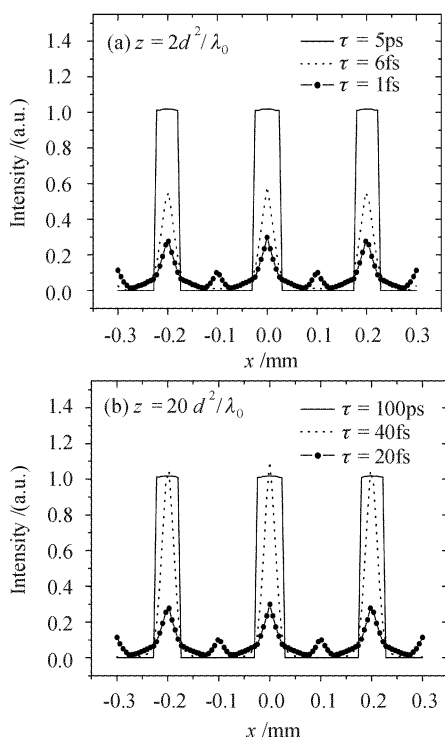 (a) z = 2d²/λ₀
τ = 5ps
τ = 6fs
τ = 1fs
Intensity /(a.u.)
1.4
1.2
1.0
0.8
0.6
0.4
0.2
0.0
-0.3 -0.2 -0.1 0.0 0.1 0.2 0.3
x /mm
(b) z = 20 d²/λ₀
τ = 100ps
τ = 40fs
τ = 20fs
Intensity /(a.u.)
1.4
1.2
1.0
0.8
0.6
0.4
0.2
0.0
-0.3 -0.2 -0.1 0.0 0.1 0.2 0.3
x /mm